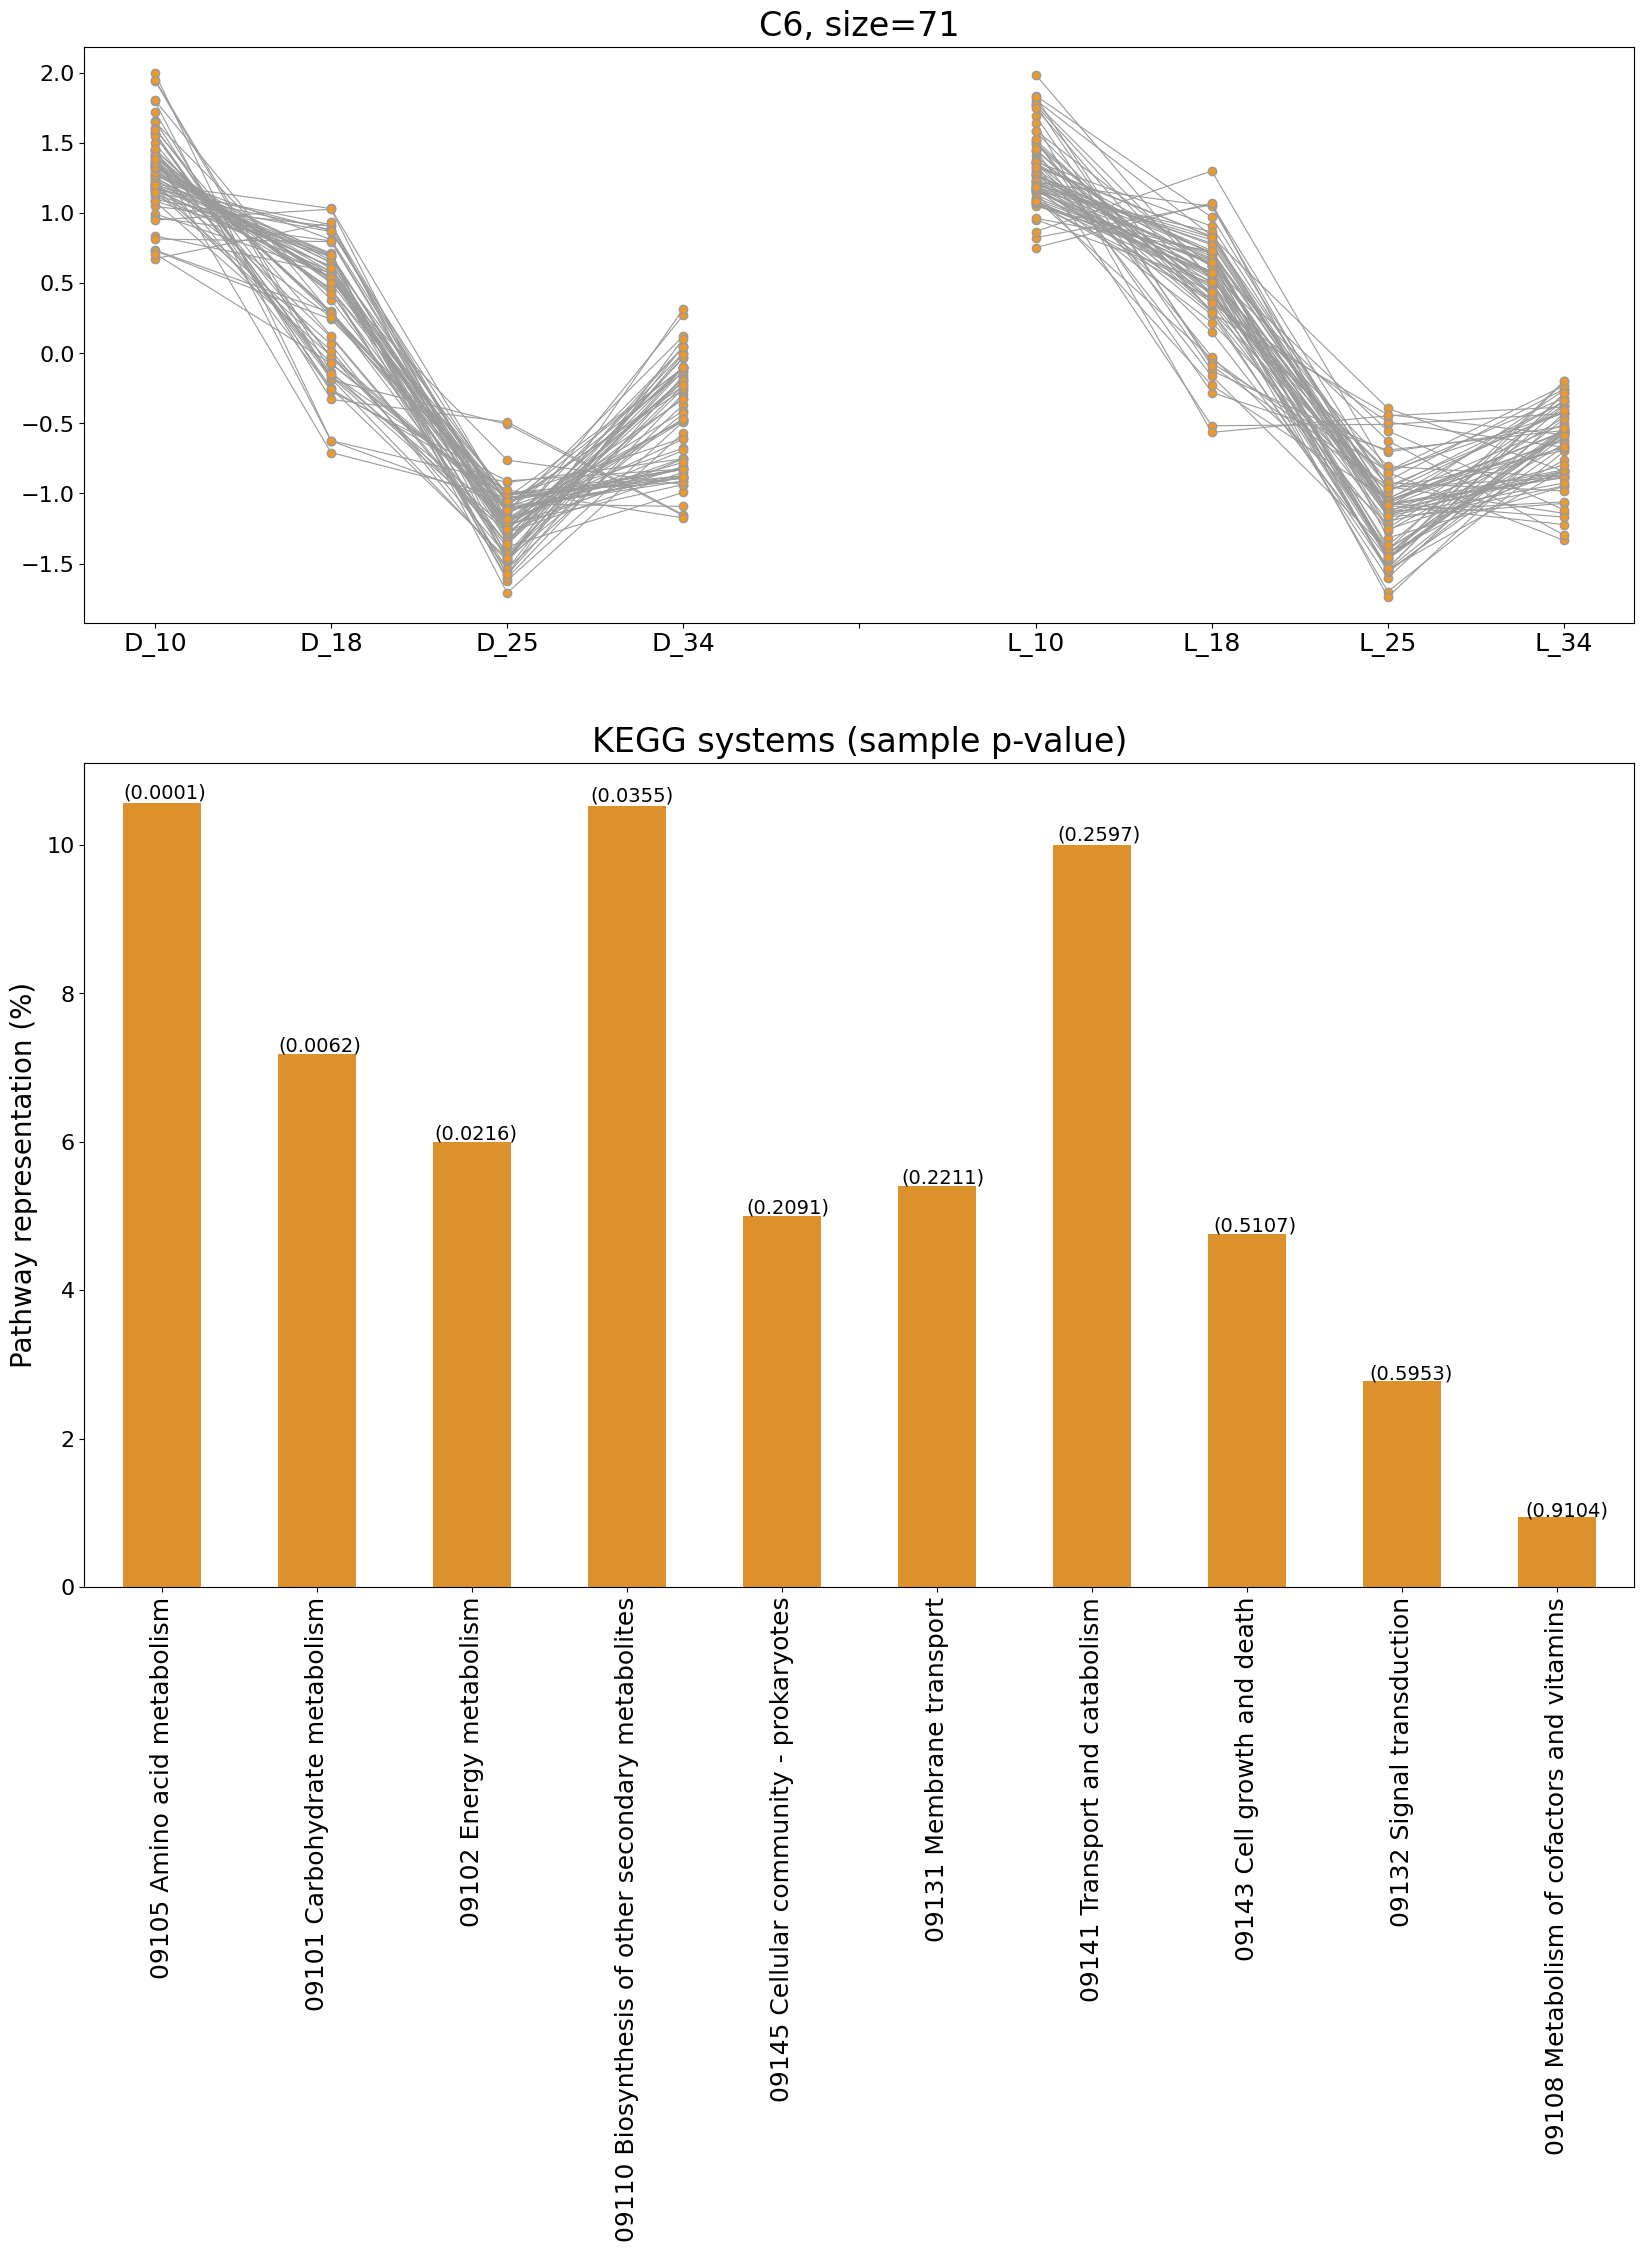 C6, size=71
2.0
1.5
1.0
0.5
0.0
−0.5
−1.0
−1.5
D_10 D_18 D_25 D_34 L_10 L_18 L_25 L_34
KEGG systems (sample p-value)
Pathway representation (%)
10
8
6
4
2
0
(0.0001)
(0.0062)
(0.0216)
(0.0355)
(0.2091)
(0.2211)
(0.2597)
(0.5107)
(0.5953)
(0.9104)
09105 Amino acid metabolism
09101 Carbohydrate metabolism
09102 Energy metabolism
09110 Biosynthesis of other secondary metabolites
09145 Cellular community - prokaryotes
09131 Membrane transport
09141 Transport and catabolism
09143 Cell growth and death
09132 Signal transduction
09108 Metabolism of cofactors and vitamins